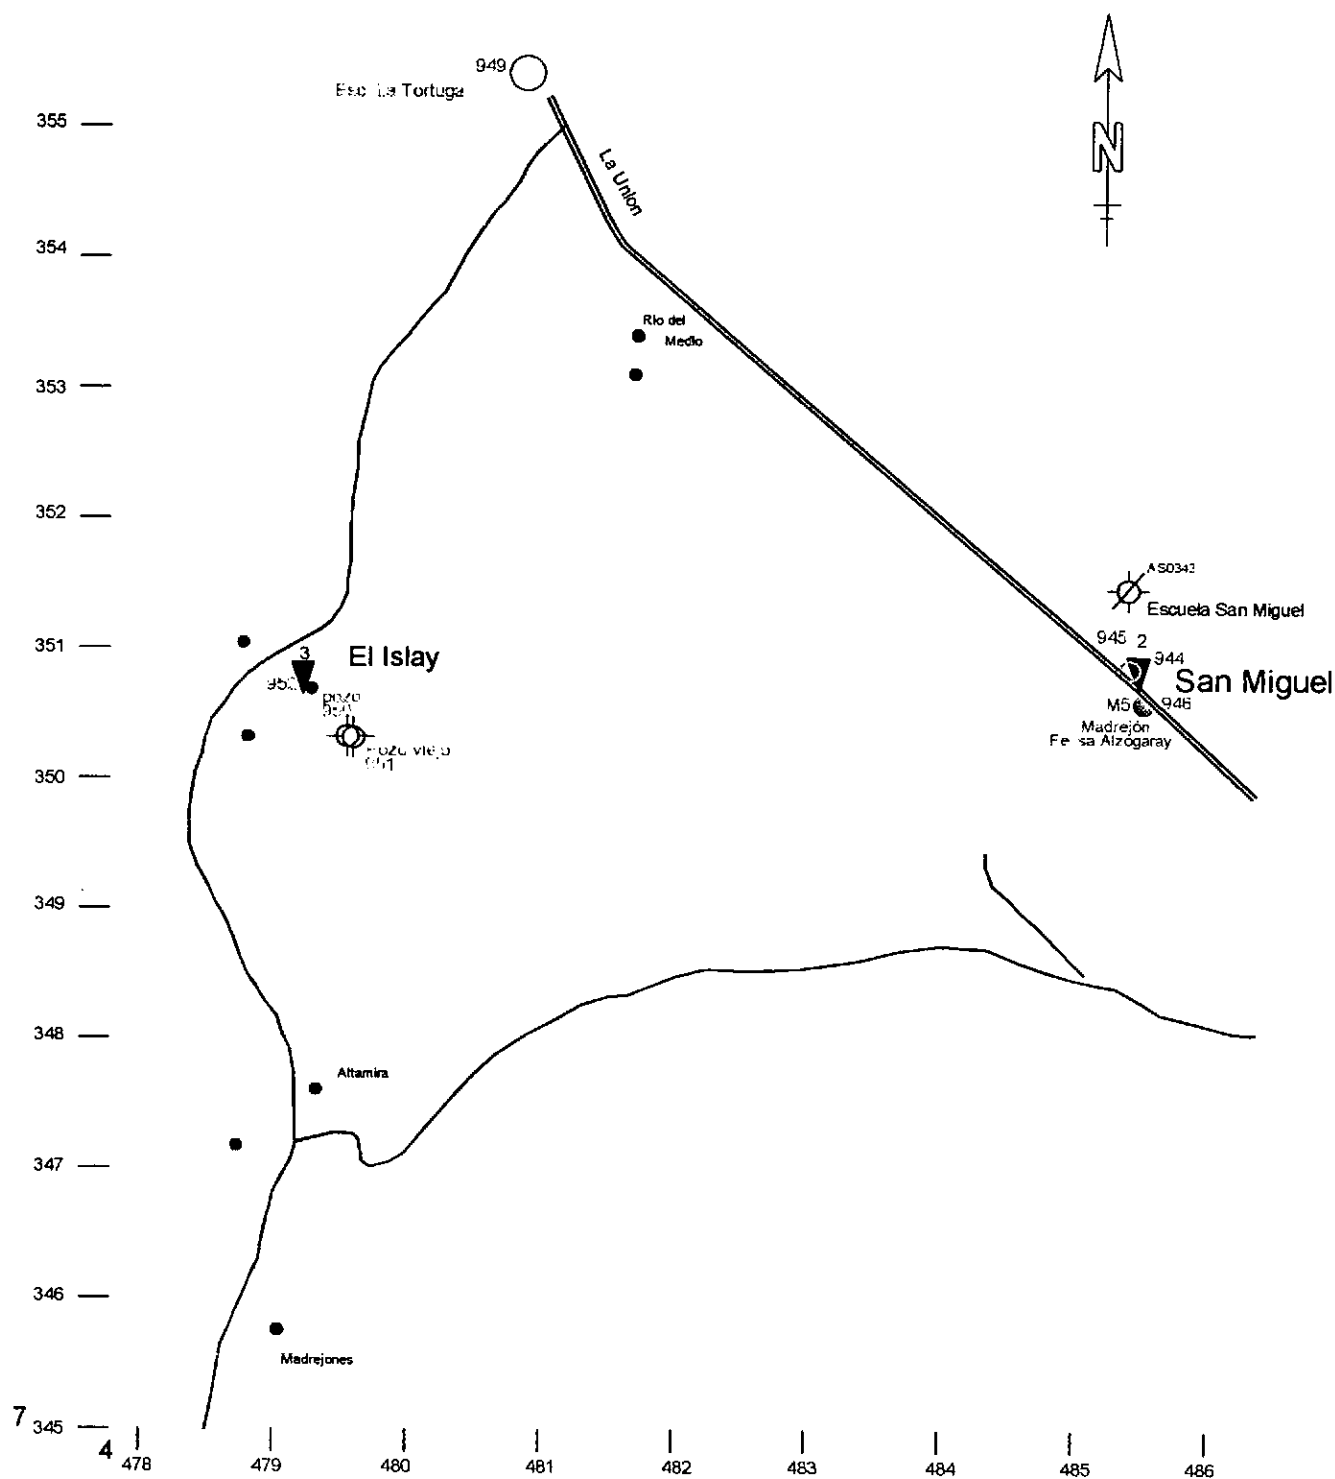 949
Esc. La Tortuga
N
355
La Union
354
Rio del
Medio
353
352
AS0343
Escuela San Miguel
351
945 2
944
3
El Islay
San Miguel
pozo
M5
946
Madrejón
Alzogaray
Pozo Viejo
951
350
349
348
Altamira
347
346
Madrejones
7
345
4
478 479 480 481 482 483 484 485 486